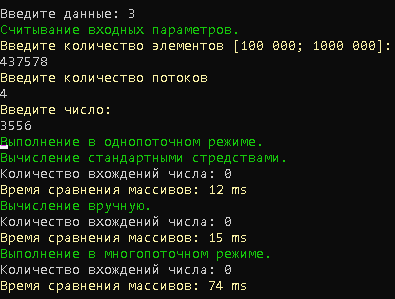 Введите данные: 3
Считывание входных параметров.
Введите количество элементов [100 000; 1000 000]:
437578
Введите количество потоков
4
Введите число:
3556
Выполнение в однопоточном режиме.
Вычисление стандартными стредствами.
Количество вхождений числа: 0
Время сравнения массивов: 12 ms
Вычисление вручную.
Количество вхождений числа: 0
Время сравнения массивов: 15 ms
Выполнение в многопоточном режиме.
Количество вхождений числа: 0
Время сравнения массивов: 74 ms